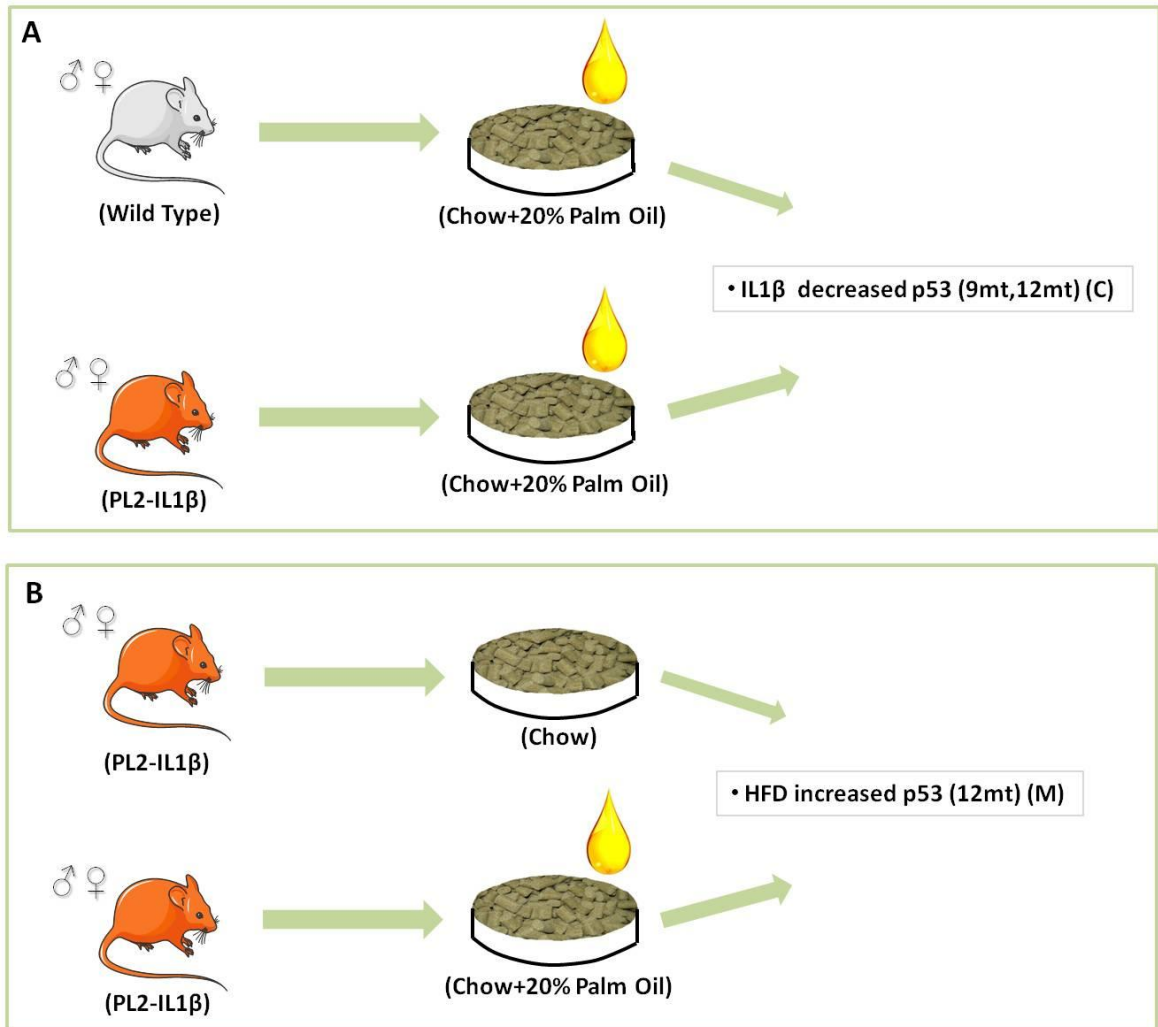 A
♂ ♀
(Wild Type)
(Chow+20% Palm Oil)
• IL1β decreased p53 (9mt,12mt) (C)
♂ ♀
(PL2-IL1β)
(Chow+20% Palm Oil)
B
♂ ♀
(PL2-IL1β)
(Chow)
• HFD increased p53 (12mt) (M)
♂ ♀
(PL2-IL1β)
(Chow+20% Palm Oil)